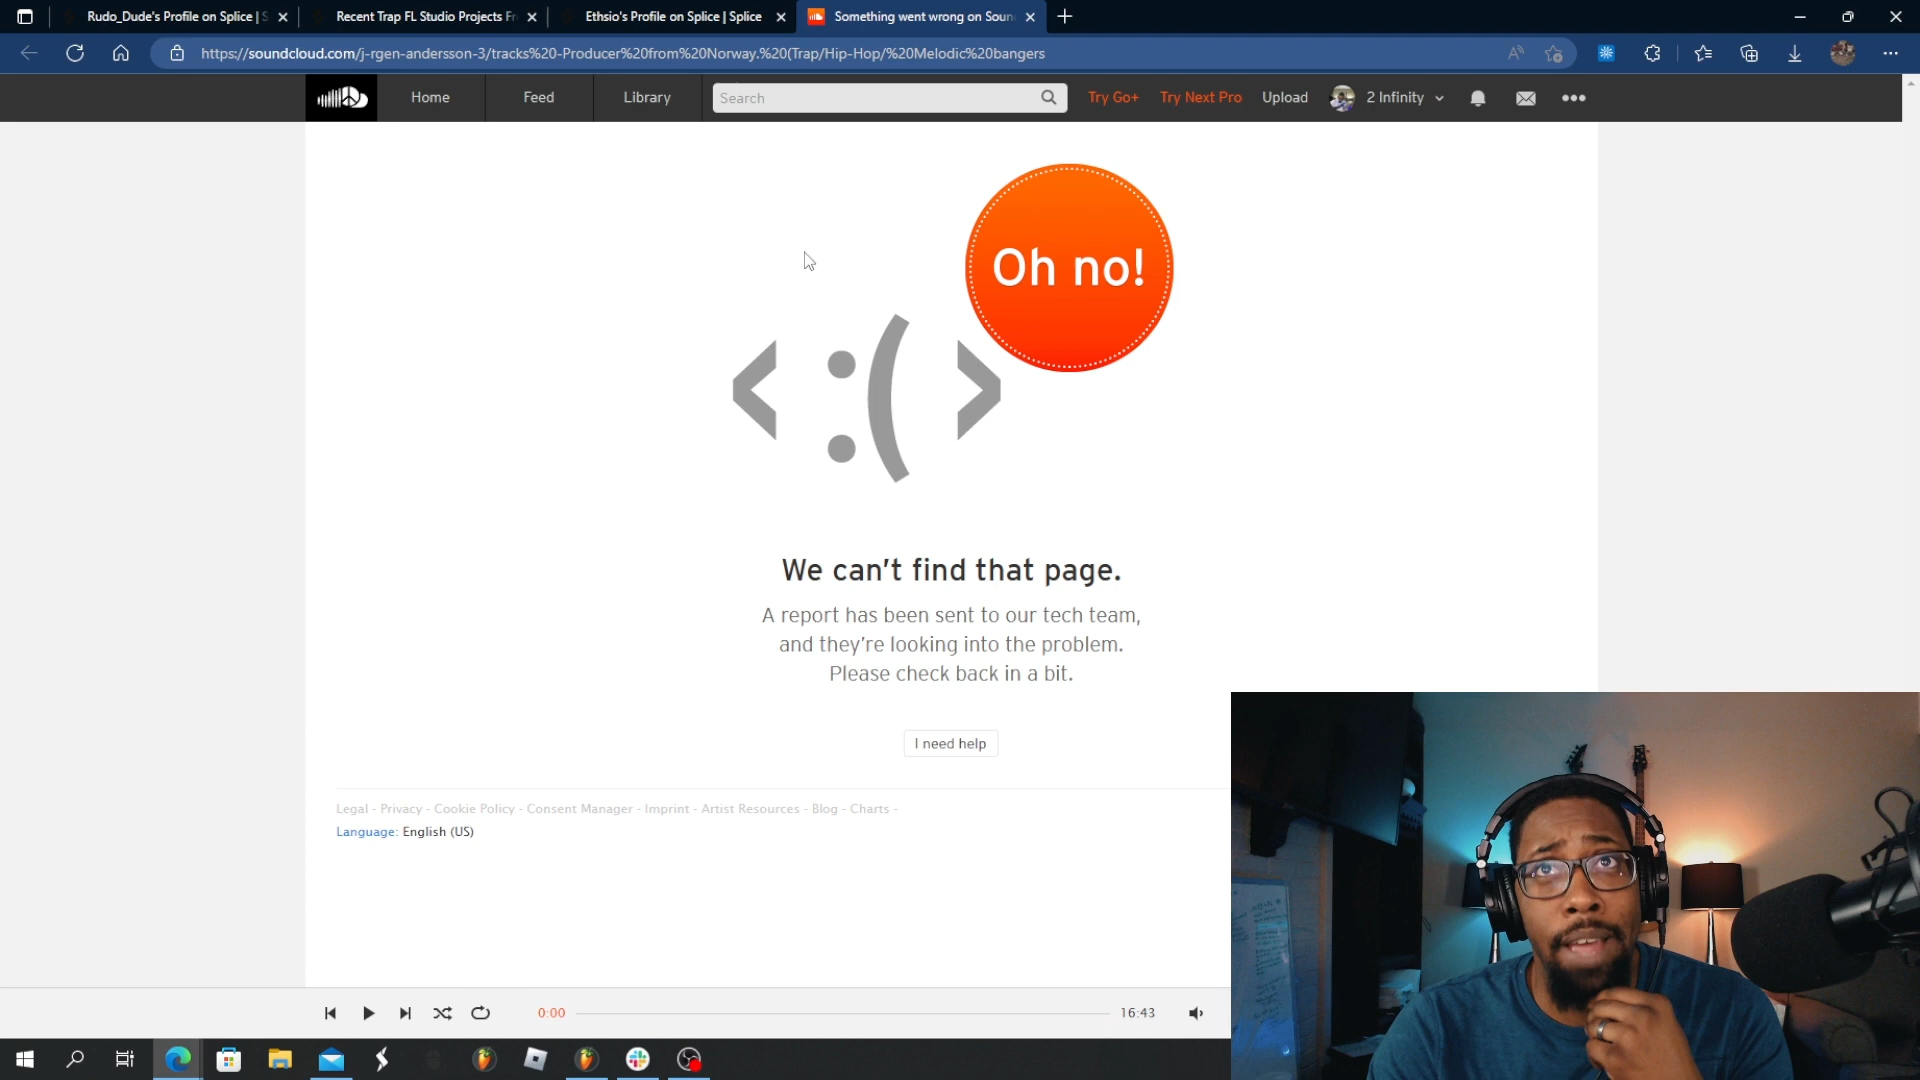 Rudo_Dude's Profile on Splice | S
Recent Trap FL Studio Projects Fr
Ethsio's Profile on Splice | Splice
Something went wrong on Soun
https://soundcloud.com/j-rgen-andersson-3/tracks%20-Producer%20from%20Norway.%20(Trap/Hip-Hop/%20Melodic%20bangers
Home
Feed
Library
Search
Try Go+
Try Next Pro
Upload
2 Infinity
Oh no!
< :( >
We can't find that page.
A report has been sent to our tech team,
and they're looking into the problem.
Please check back in a bit.
I need help
Legal - Privacy - Cookie Policy - Consent Manager - Imprint - Artist Resources - Blog - Charts -
Language: English (US)
0:00
16:43